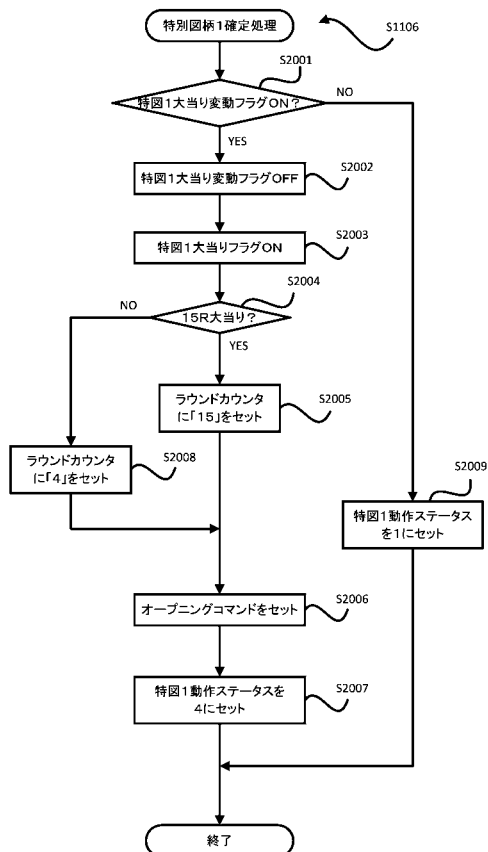 特別図柄1確定処理
S1106
S2001
特図1大当り変動フラグON?
NO
YES
S2002
特図1大当り変動フラグOFF
S2003
特図1大当りフラグON
S2004
NO
15R大当り?
YES
ラウンドカウンタ
に「15」をセット
S2005
ラウンドカウンタ
に「4」をセット
S2008
S2009
特図1動作ステータス
を1にセット
オープニングコマンドをセット
S2006
特図1動作ステータスを
4にセット
S2007
終了